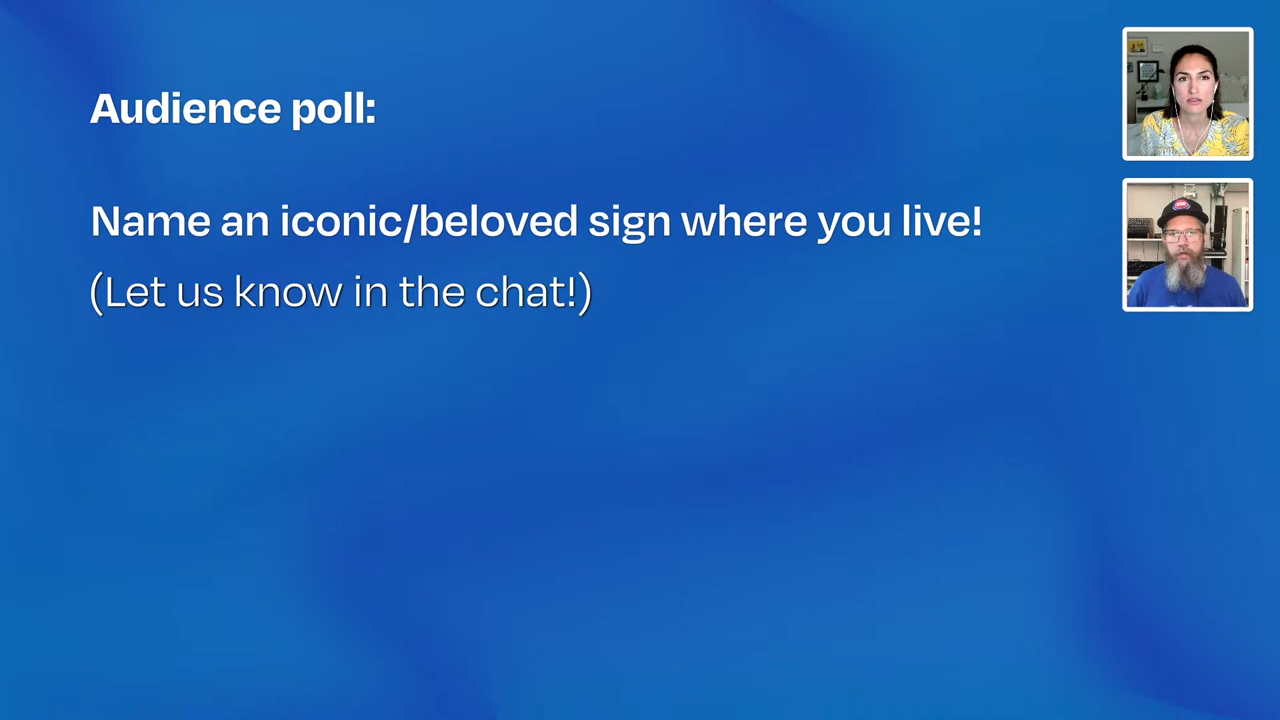 Audience poll:
Name an iconic/beloved sign where you live!
(Let us know in the chat!)